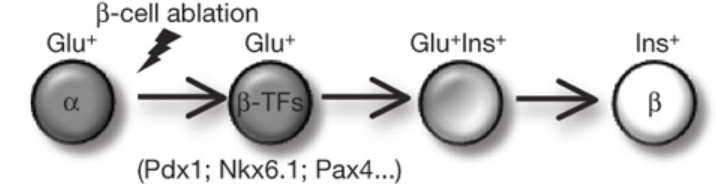 β-cell ablation
Glu⁺ Glu⁺ Glu⁺Ins⁺ Ins⁺
α β-TFs β
(Pdx1; Nkx6.1; Pax4...)